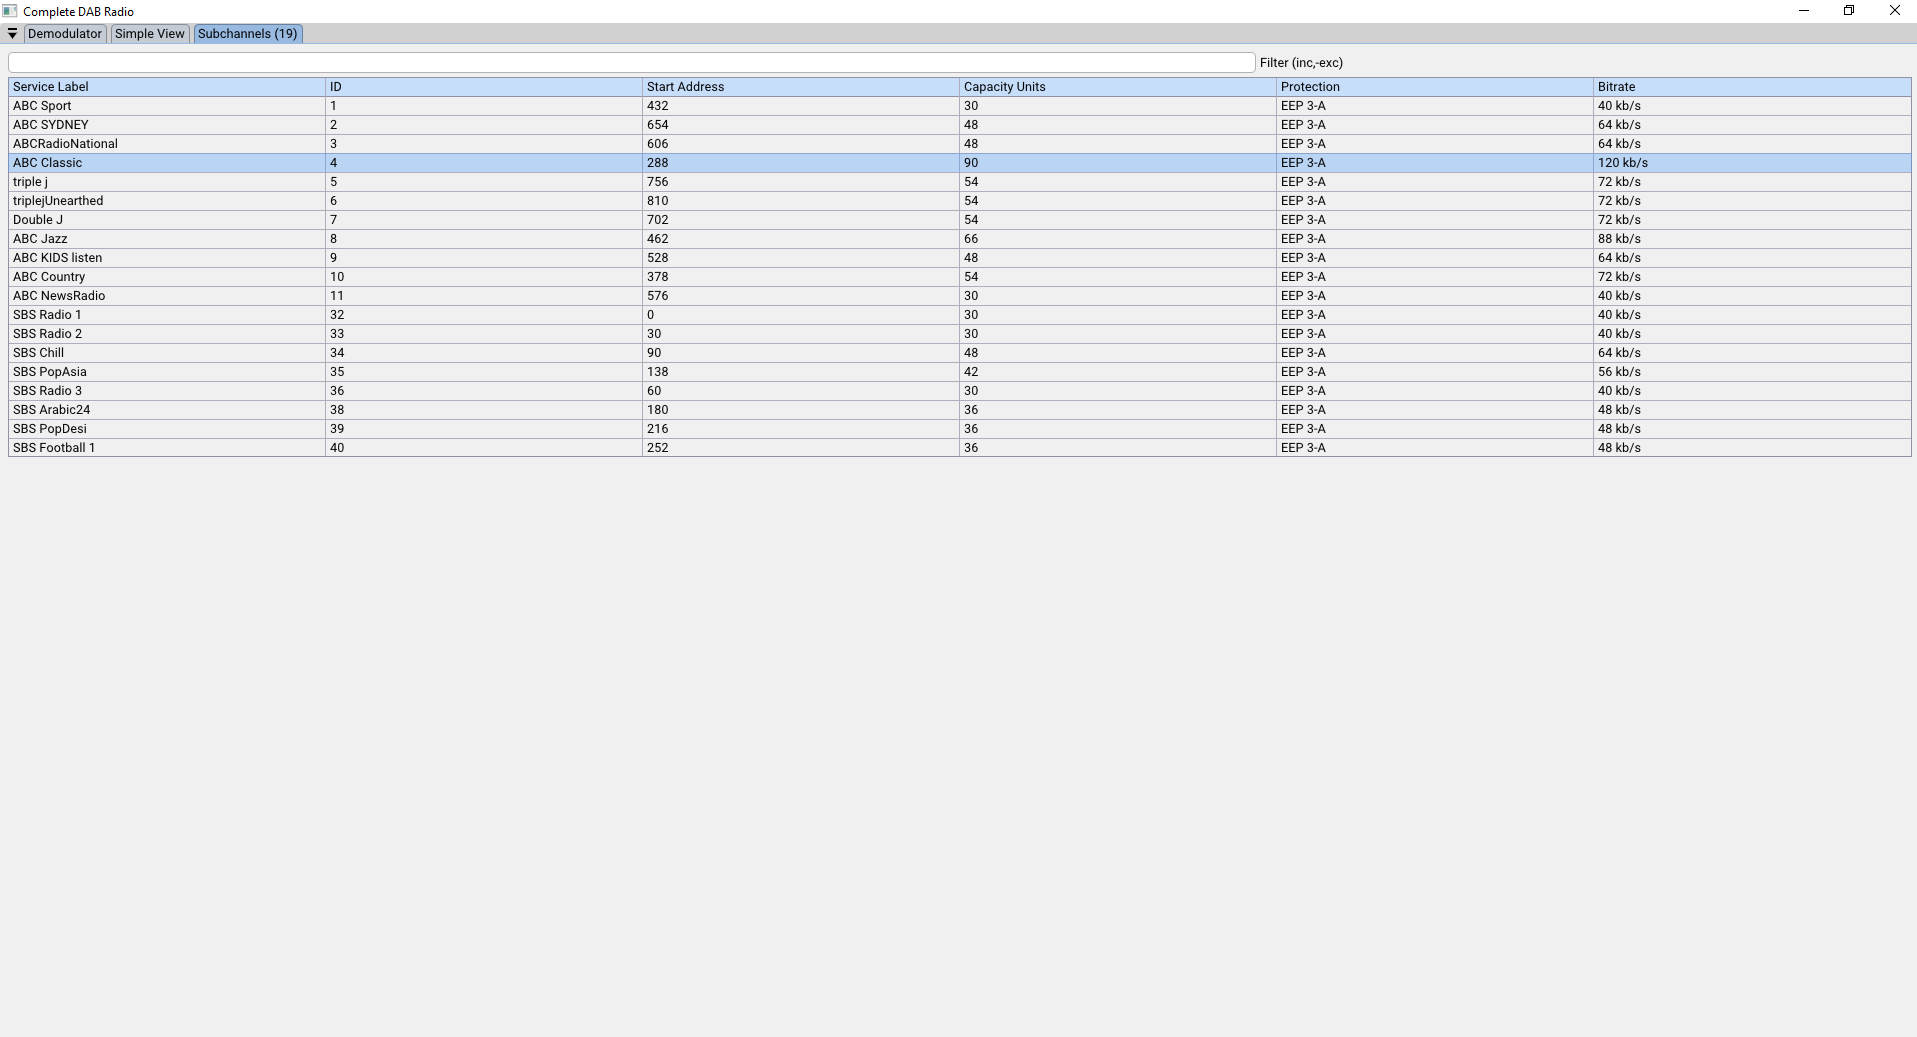 Complete DAB Radio
Demodulator Simple View Subchannels (19)
Filter (inc,-exc)
Service Label ID Start Address Capacity Units Protection Bitrate
ABC Sport 1 432 30 EEP 3-A 40 kb/s
ABC SYDNEY 2 654 48 EEP 3-A 64 kb/s
ABCRadioNational 3 606 48 EEP 3-A 64 kb/s
ABC Classic 4 288 90 EEP 3-A 120 kb/s
triple j 5 756 54 EEP 3-A 72 kb/s
triplejUnearthed 6 810 54 EEP 3-A 72 kb/s
Double J 7 702 54 EEP 3-A 72 kb/s
ABC Jazz 8 462 66 EEP 3-A 88 kb/s
ABC KIDS listen 9 528 48 EEP 3-A 64 kb/s
ABC Country 10 378 54 EEP 3-A 72 kb/s
ABC NewsRadio 11 576 30 EEP 3-A 40 kb/s
SBS Radio 1 32 0 30 EEP 3-A 40 kb/s
SBS Radio 2 33 30 30 EEP 3-A 40 kb/s
SBS Chill 34 90 48 EEP 3-A 64 kb/s
SBS PopAsia 35 138 42 EEP 3-A 56 kb/s
SBS Radio 3 36 60 30 EEP 3-A 40 kb/s
SBS Arabic24 38 180 36 EEP 3-A 48 kb/s
SBS PopDesi 39 216 36 EEP 3-A 48 kb/s
SBS Football 1 40 252 36 EEP 3-A 48 kb/s